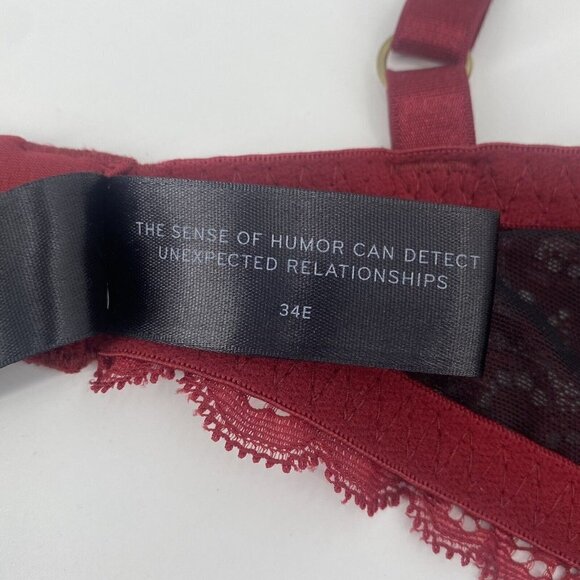 THE SENSE OF HUMOR CAN DETECT
UNEXPECTED RELATIONSHIPS
34E